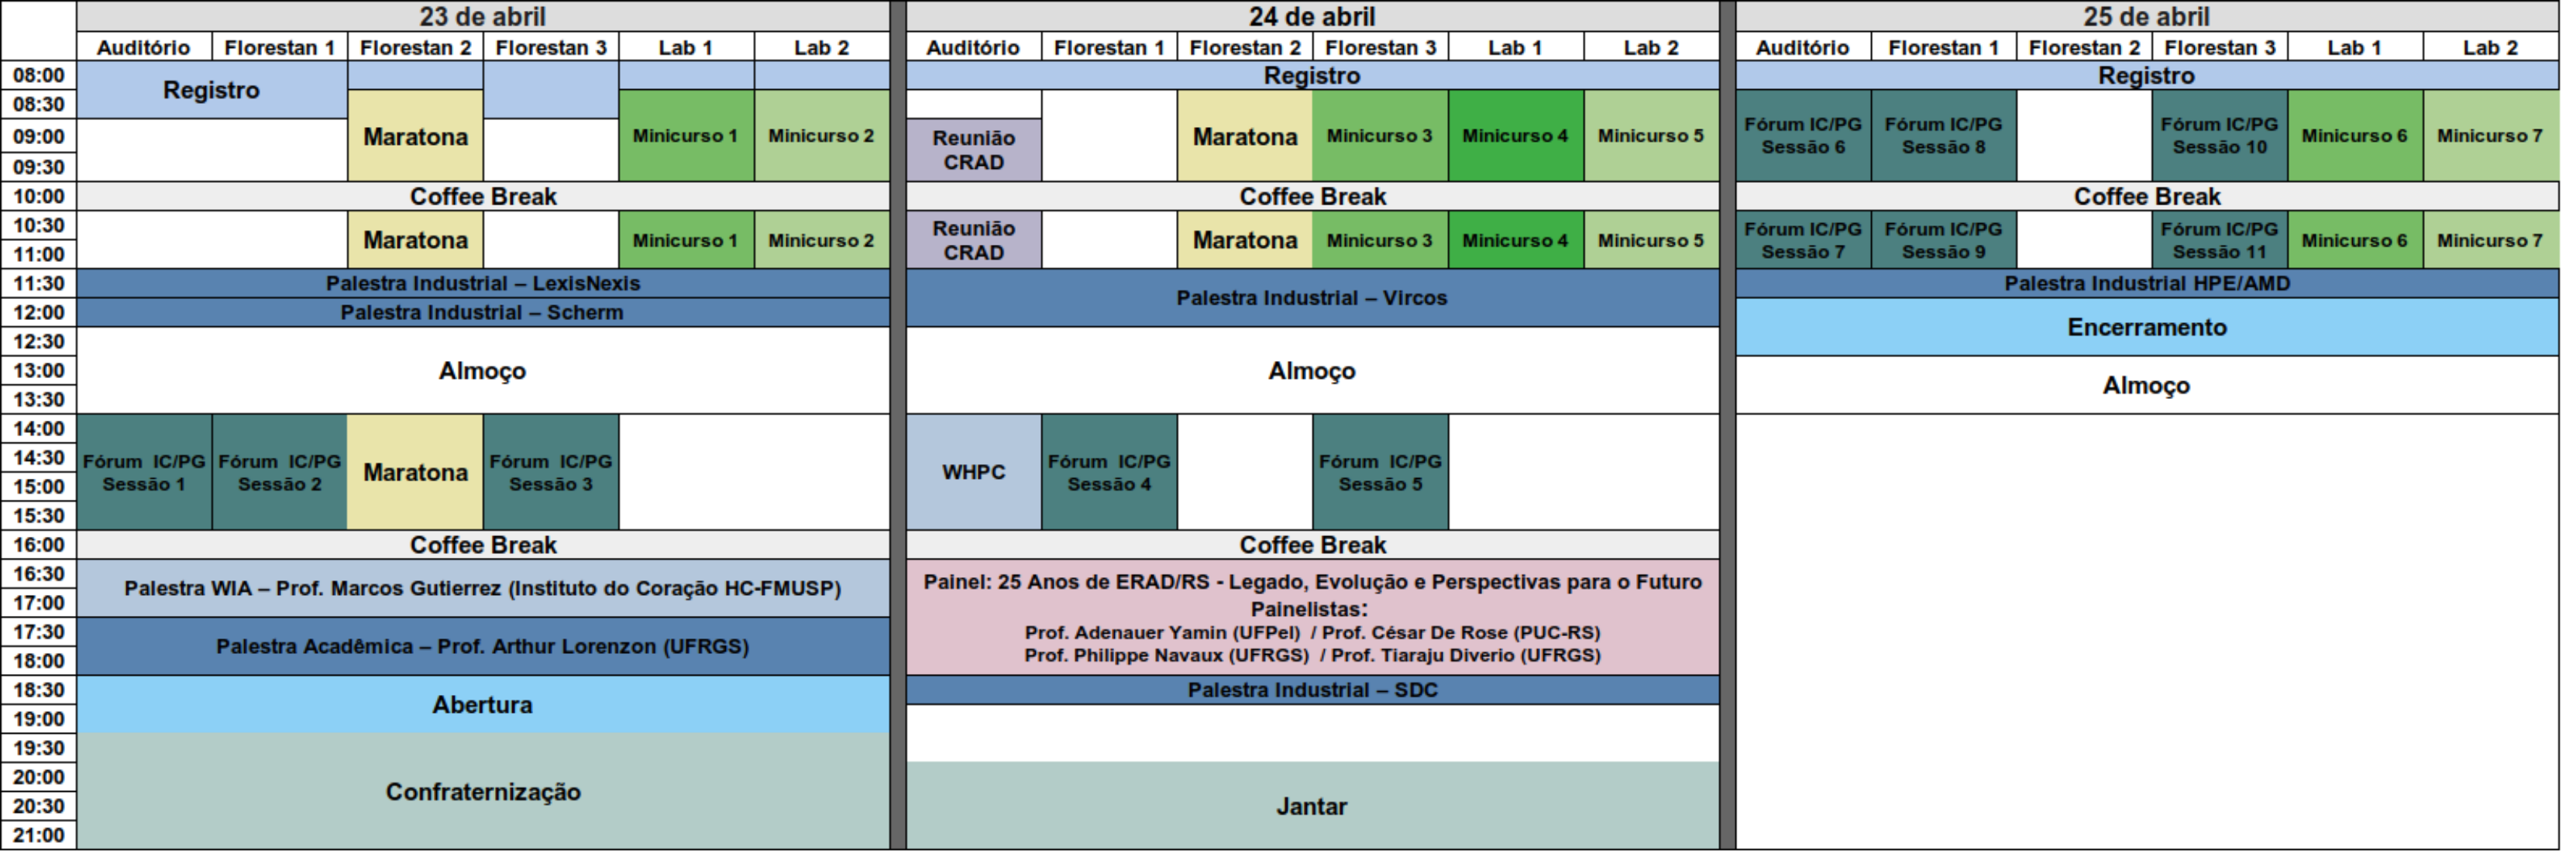 23 de abril 24 de abril 25 de abril
Auditório Florestan 1 Florestan 2 Florestan 3 Lab 1 Lab 2 Auditório Florestan 1 Florestan 2 Florestan 3 Lab 1 Lab 2 Auditório Florestan 1 Florestan 2 Florestan 3 Lab 1 Lab 2
08:00 Registro Registro Registro
08:30
09:00 Maratona Minicurso 1 Minicurso 2 Reunião CRAD Maratona Minicurso 3 Minicurso 4 Minicurso 5 Fórum IC/PG Sessão 6 Fórum IC/PG Sessão 8 Fórum IC/PG Sessão 10 Minicurso 6 Minicurso 7
09:30
10:00 Coffee Break Coffee Break Coffee Break
10:30 Maratona Minicurso 1 Minicurso 2 Reunião CRAD Maratona Minicurso 3 Minicurso 4 Minicurso 5 Fórum IC/PG Sessão 7 Fórum IC/PG Sessão 9 Fórum IC/PG Sessão 11 Minicurso 6 Minicurso 7
11:00
11:30 Palestra Industrial – LexisNexis Palestra Industrial – Vircos Palestra Industrial HPE/AMD
12:00 Palestra Industrial – Scherm Encerramento
12:30
13:00 Almoço Almoço Almoço
13:30
14:00
14:30 Fórum IC/PG Sessão 1 Fórum IC/PG Sessão 2 Maratona Fórum IC/PG Sessão 3 WHPC Fórum IC/PG Sessão 4 Fórum IC/PG Sessão 5
15:00
15:30
16:00 Coffee Break Coffee Break
16:30 Palestra WIA – Prof. Marcos Gutierrez (Instituto do Coração HC-FMUSP) Painel: 25 Anos de ERAD/RS - Legado, Evolução e Perspectivas para o Futuro
17:00 Painelistas:
17:30 Palestra Acadêmica – Prof. Arthur Lorenzon (UFRGS) Prof. Adenauer Yamin (UFPel) / Prof. César De Rose (PUC-RS)
18:00 Prof. Philippe Navaux (UFRGS) / Prof. Tiaraju Diverio (UFRGS)
18:30 Abertura Palestra Industrial – SDC
19:00
19:30
20:00 Confraternização
20:30 Jantar
21:00